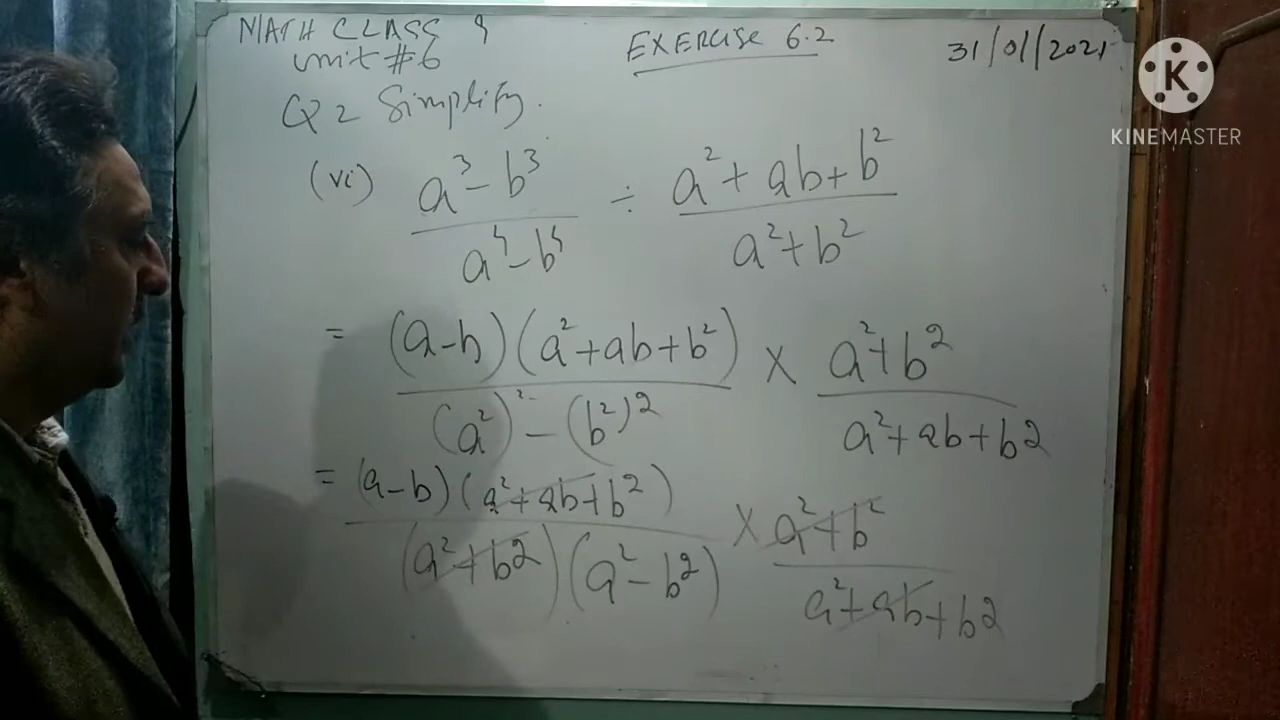 MATH CLASS 9 EXERCISE 6.2 31/01/2021
unit #6
Q2 Simplify.
(vi) a³-b³/a⁴-b⁴ ÷ a²+ab+b²/a²+b²
= (a-b)(a²+ab+b²)/(a²)²-(b²)² × a²+b²/a²+ab+b²
= (a-b)(a²+ab+b²)/(a²+b²)(a²-b²) × a²+b²/a²+ab+b²
K
KINEMASTER